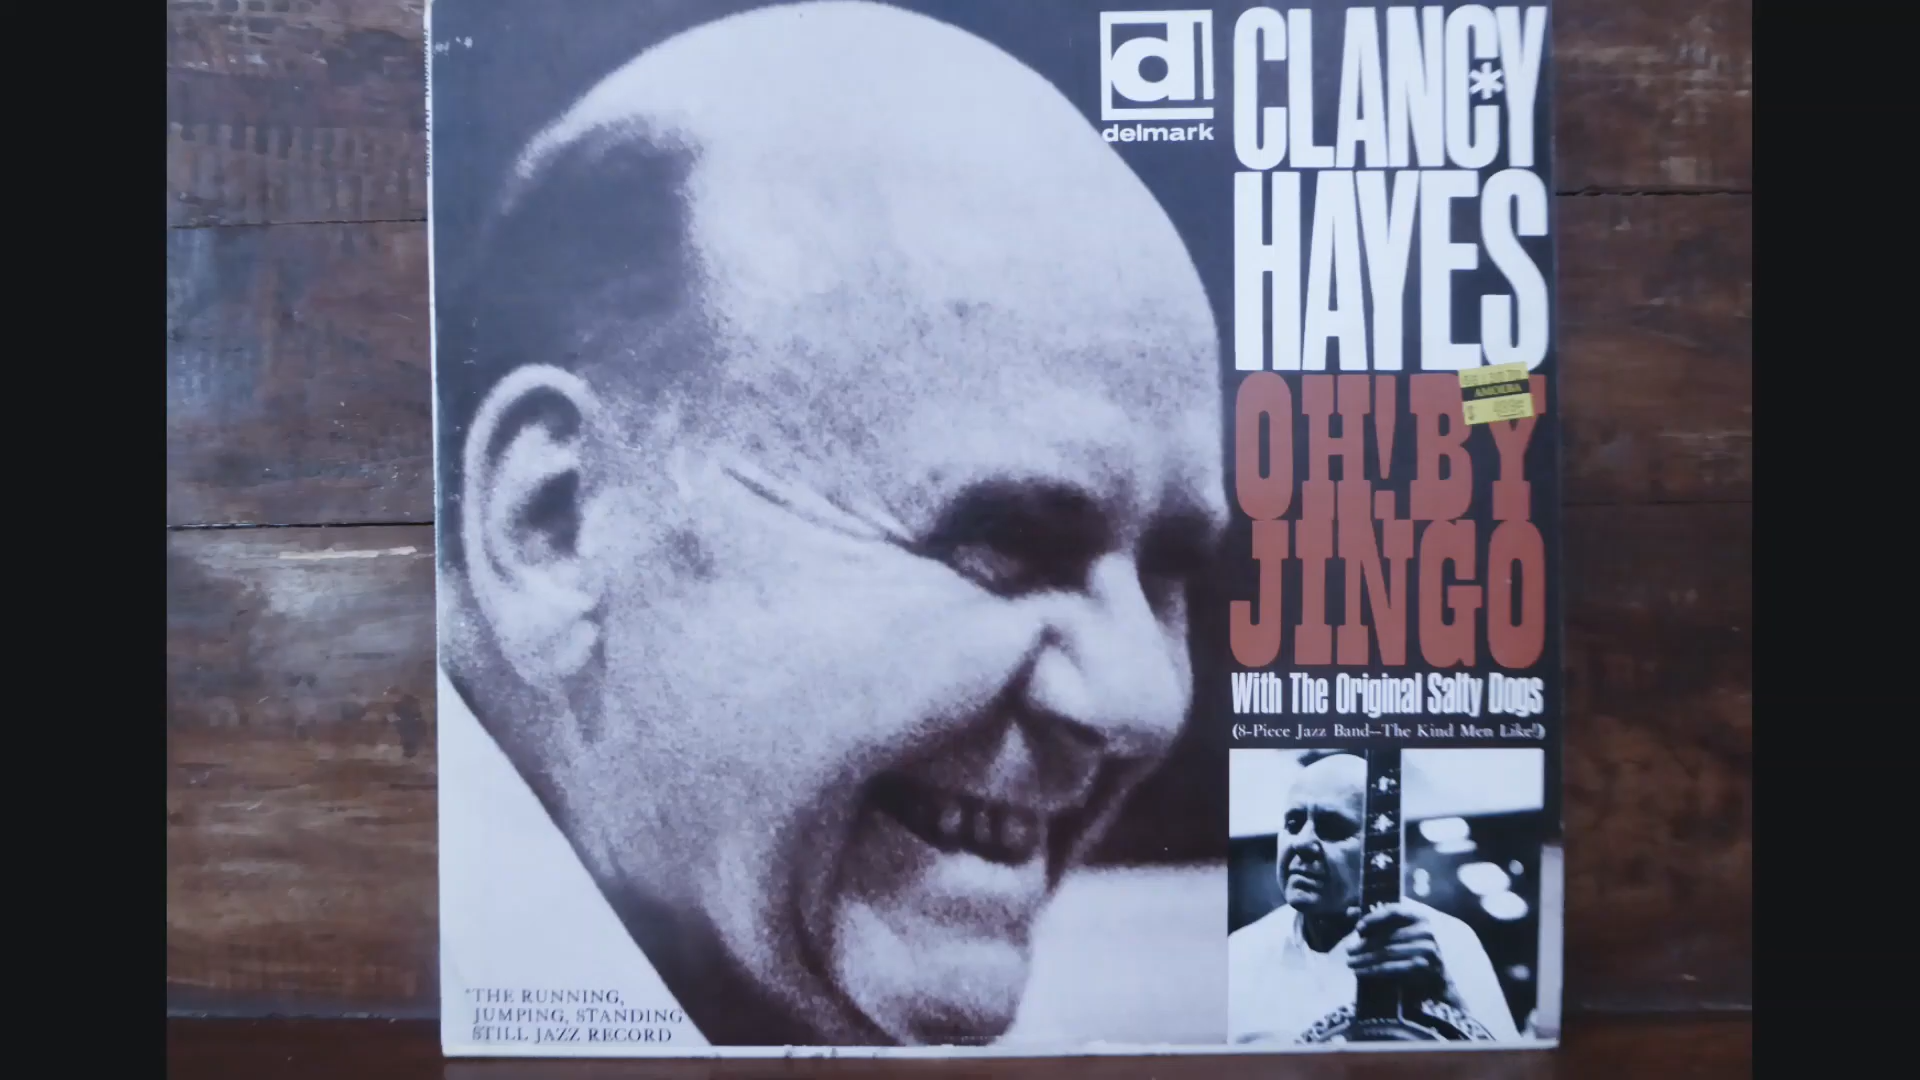 delmark
CLANCY*
HAYES
OH! BY
JINGO
With The Original Salty Dogs
(8-Piece Jazz Band—The Kind Men Like!)
AMOEBA
*THE RUNNING,
JUMPING, STANDING
STILL JAZZ RECORD